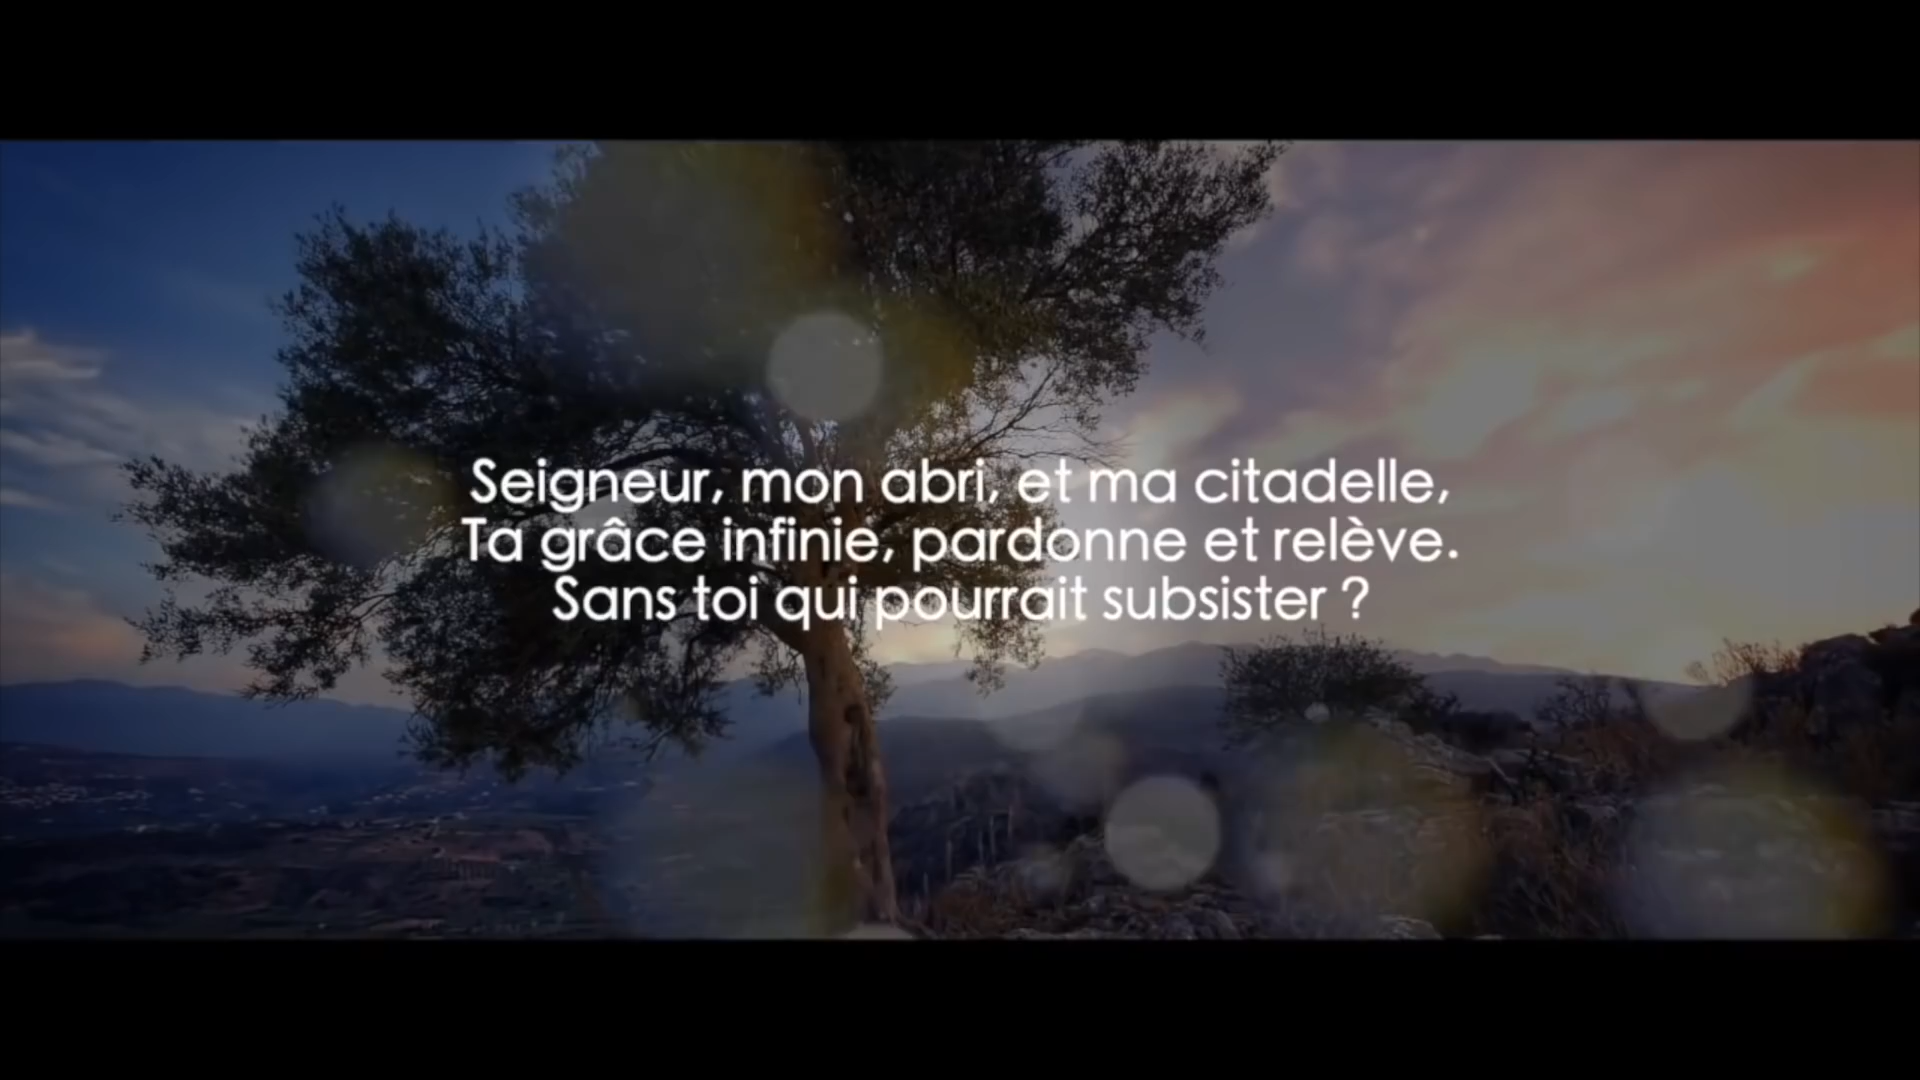 Seigneur, mon abri, et ma citadelle,
Ta grâce infinie, pardonne et relève.
Sans toi qui pourrait subsister ?